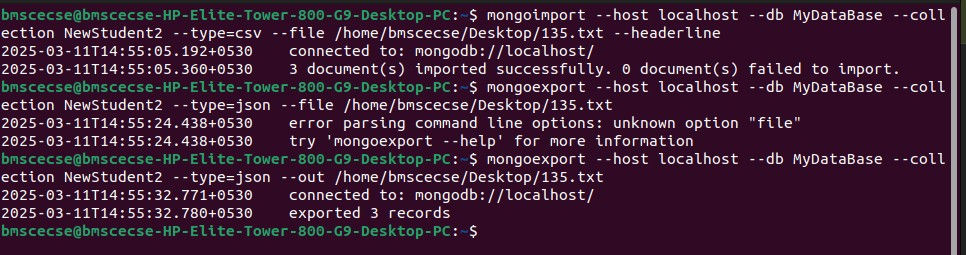 bmscecse@bmscecse-HP-Elite-Tower-800-G9-Desktop-PC:~$ mongoimport --host localhost --db MyDataBase --coll
ection NewStudent2 --type=csv --file /home/bmscecse/Desktop/135.txt --headerline
2025-03-11T14:55:05.192+0530    connected to: mongodb://localhost/
2025-03-11T14:55:05.360+0530    3 document(s) imported successfully. 0 document(s) failed to import.
bmscecse@bmscecse-HP-Elite-Tower-800-G9-Desktop-PC:~$ mongoexport --host localhost --db MyDataBase --coll
ection NewStudent2 --type=json --file /home/bmscecse/Desktop/135.txt
2025-03-11T14:55:24.438+0530    error parsing command line options: unknown option "file"
2025-03-11T14:55:24.438+0530    try 'mongoexport --help' for more information
bmscecse@bmscecse-HP-Elite-Tower-800-G9-Desktop-PC:~$ mongoexport --host localhost --db MyDataBase --coll
ection NewStudent2 --type=json --out /home/bmscecse/Desktop/135.txt
2025-03-11T14:55:32.771+0530    connected to: mongodb://localhost/
2025-03-11T14:55:32.780+0530    exported 3 records
bmscecse@bmscecse-HP-Elite-Tower-800-G9-Desktop-PC:~$